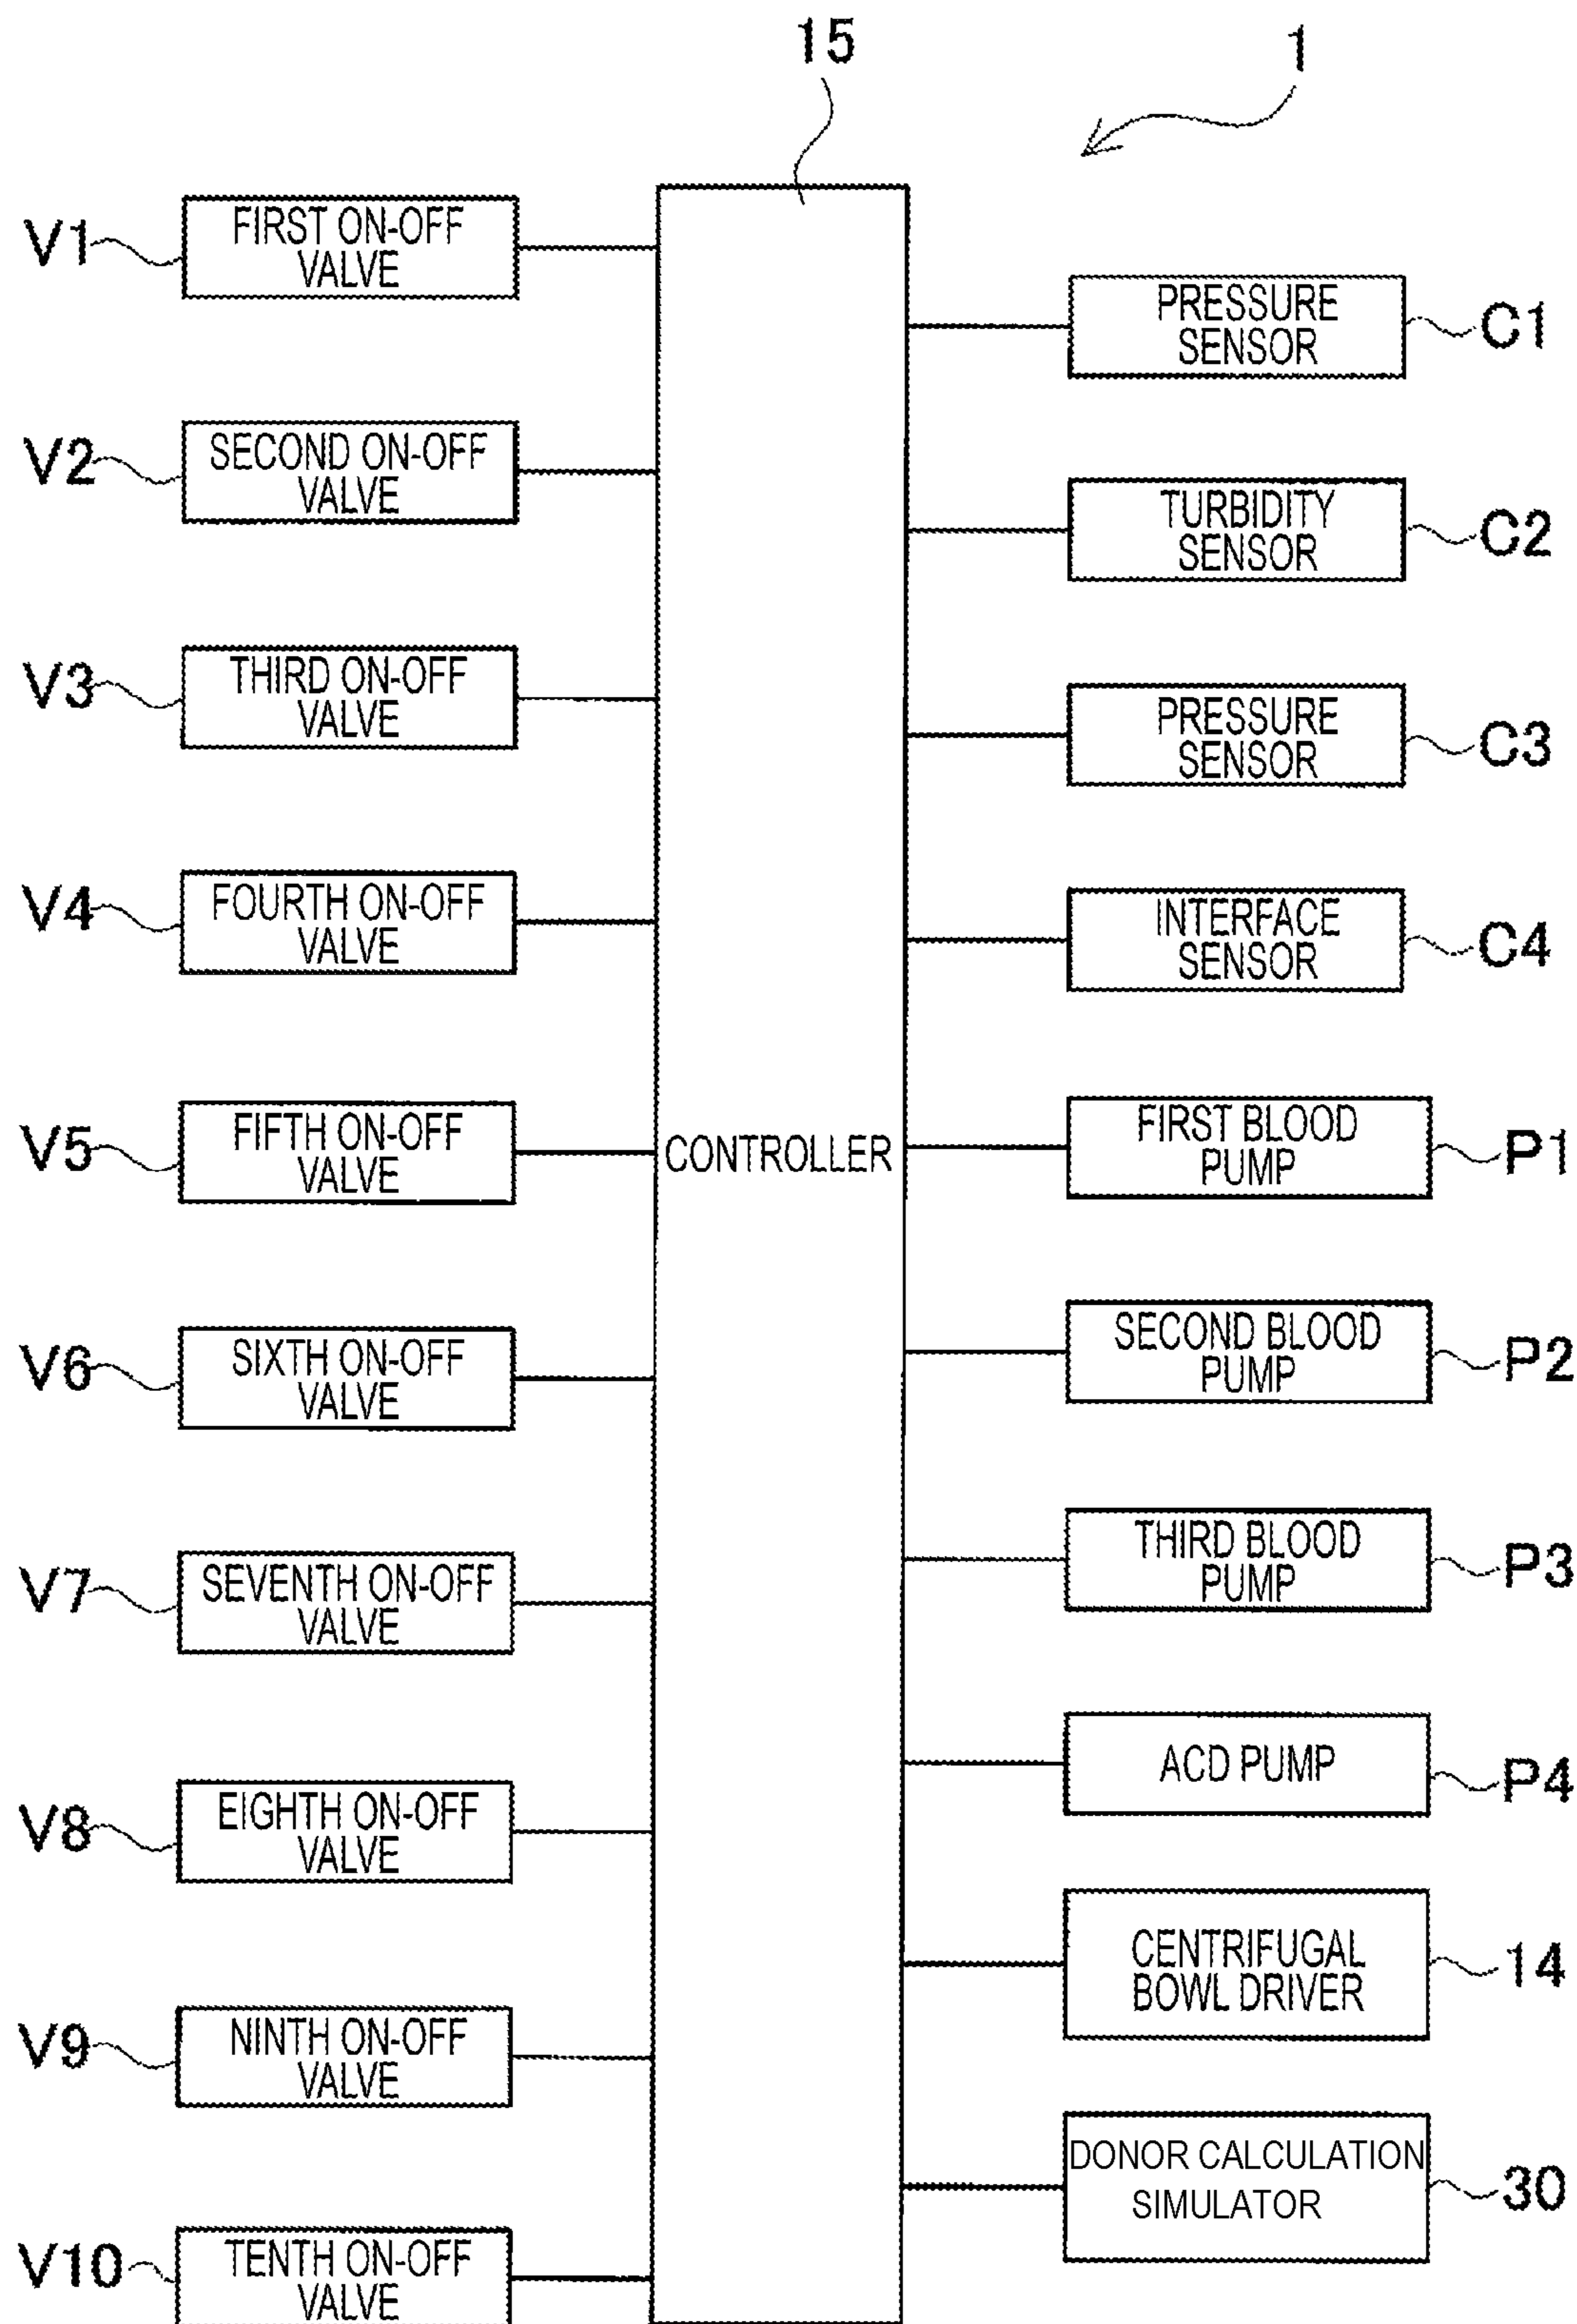 15
1
V1
FIRST ON-OFF
VALVE
V2
SECOND ON-OFF
VALVE
V3
THIRD ON-OFF
VALVE
V4
FOURTH ON-OFF
VALVE
V5
FIFTH ON-OFF
VALVE
V6
SIXTH ON-OFF
VALVE
V7
SEVENTH ON-OFF
VALVE
V8
EIGHTH ON-OFF
VALVE
V9
NINTH ON-OFF
VALVE
V10
TENTH ON-OFF
VALVE
CONTROLLER
PRESSURE
SENSOR
C1
TURBIDITY
SENSOR
C2
PRESSURE
SENSOR
C3
INTERFACE
SENSOR
C4
FIRST BLOOD
PUMP
P1
SECOND BLOOD
PUMP
P2
THIRD BLOOD
PUMP
P3
ACD PUMP
P4
CENTRIFUGAL
BOWL DRIVER
14
DONOR CALCULATION
SIMULATOR
30